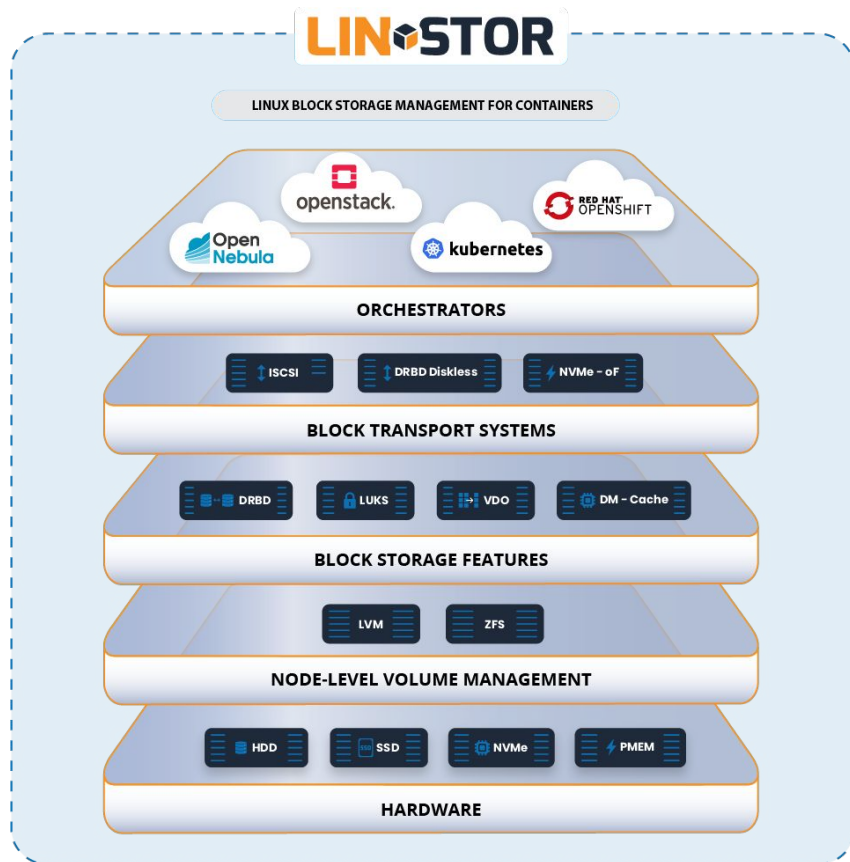 LINSTOR
LINUX BLOCK STORAGE MANAGEMENT FOR CONTAINERS
openstack.
RED HAT®
OPENSHIFT
Open
Nebula
kubernetes
ORCHESTRATORS
ISCSI
DRBD Diskless
NVMe - oF
BLOCK TRANSPORT SYSTEMS
DRBD
LUKS
VDO
DM - Cache
BLOCK STORAGE FEATURES
LVM
ZFS
NODE-LEVEL VOLUME MANAGEMENT
HDD
SSD
SSD
NVMe
PMEM
HARDWARE